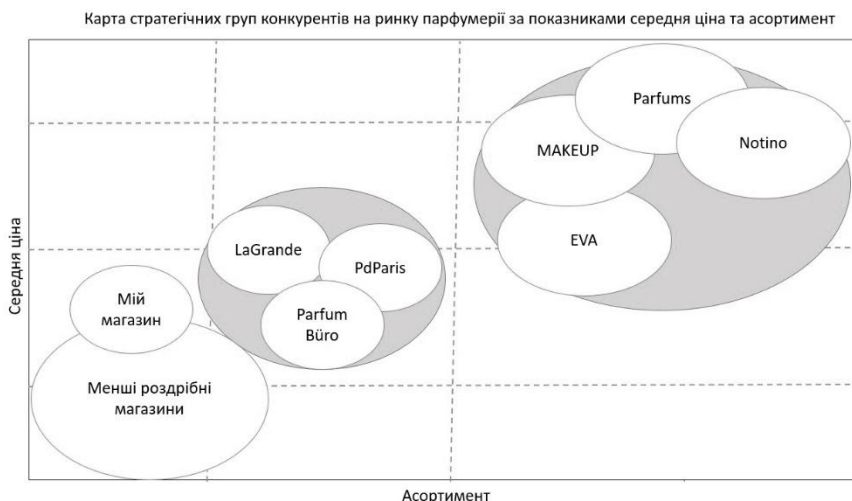 Карта стратегічних груп конкурентів на ринку парфумерії за показниками середня ціна та асортимент
Parfums
MAKEUP
Notino
EVA
LaGrande
PdParis
Мій
магазин
Parfum
Büro
Менші роздрібні
магазини
Середня ціна
Асортимент